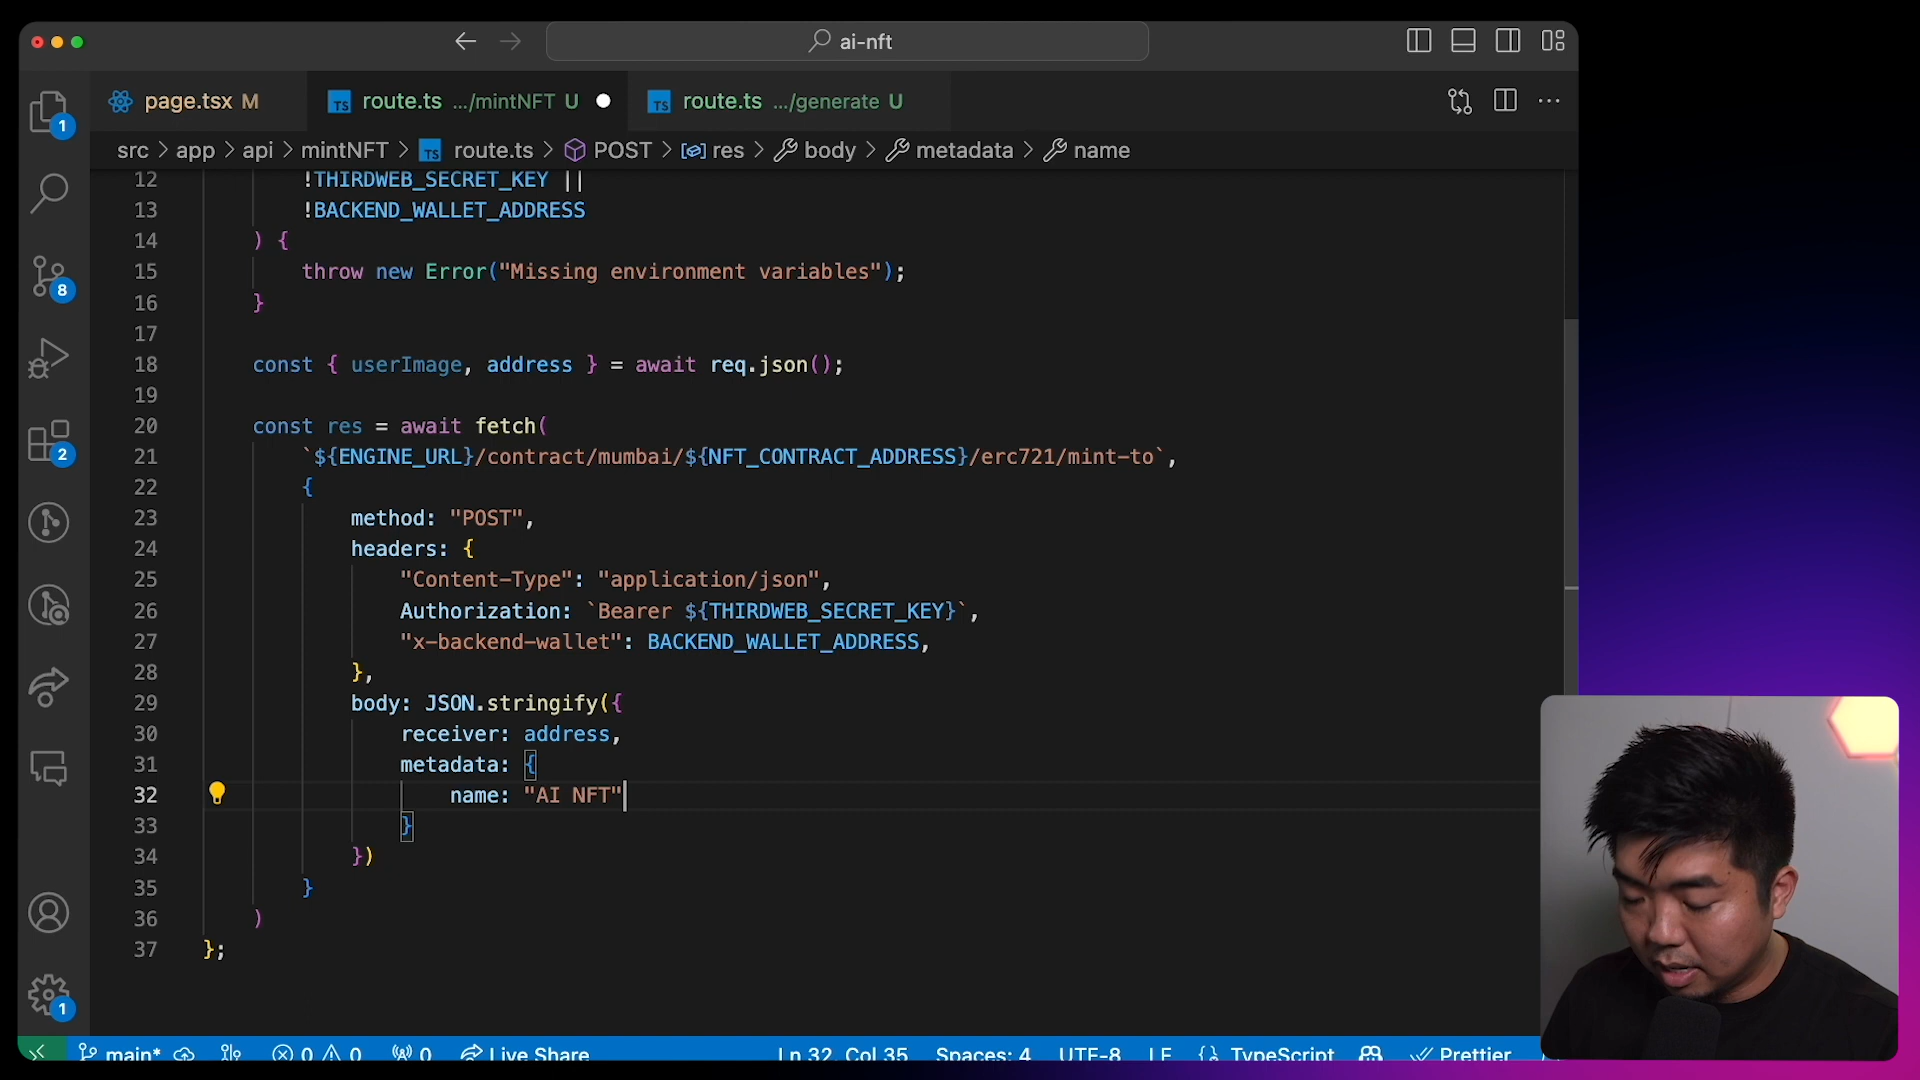 ai-nft
page.tsx M
route.ts .../mintNFT U
route.ts .../generate U
src > app > api > mintNFT > TS route.ts > POST > res > body > metadata > name
12 !THIRDWEB_SECRET_KEY ||
13 !BACKEND_WALLET_ADDRESS
14 ) {
15 throw new Error("Missing environment variables");
16 }
17
18 const { userImage, address } = await req.json();
19
20 const res = await fetch(
21 `${ENGINE_URL}/contract/mumbai/${NFT_CONTRACT_ADDRESS}/erc721/mint-to`,
22 {
23 method: "POST",
24 headers: {
25 "Content-Type": "application/json",
26 Authorization: `Bearer ${THIRDWEB_SECRET_KEY}`,
27 "x-backend-wallet": BACKEND_WALLET_ADDRESS,
28 },
29 body: JSON.stringify({
30 receiver: address,
31 metadata: {
32 name: "AI NFT"
33 }
34 })
35 }
36 )
37 };
1
8
2
1
main* 0 0 0 Live Share Ln 32, Col 35 Spaces: 4 UTF-8 LF {} TypeScript Prettier